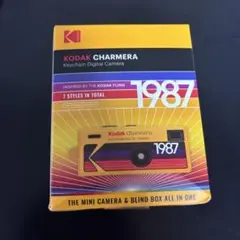 KODAK CHARMERA
Keychain Digital Camera
INSPIRED BY THE KODAK FLING
7 STYLES IN TOTAL
1987
Kodak charmera
1987
THE MINI CAMERA & BLIND BOX ALL IN ONE